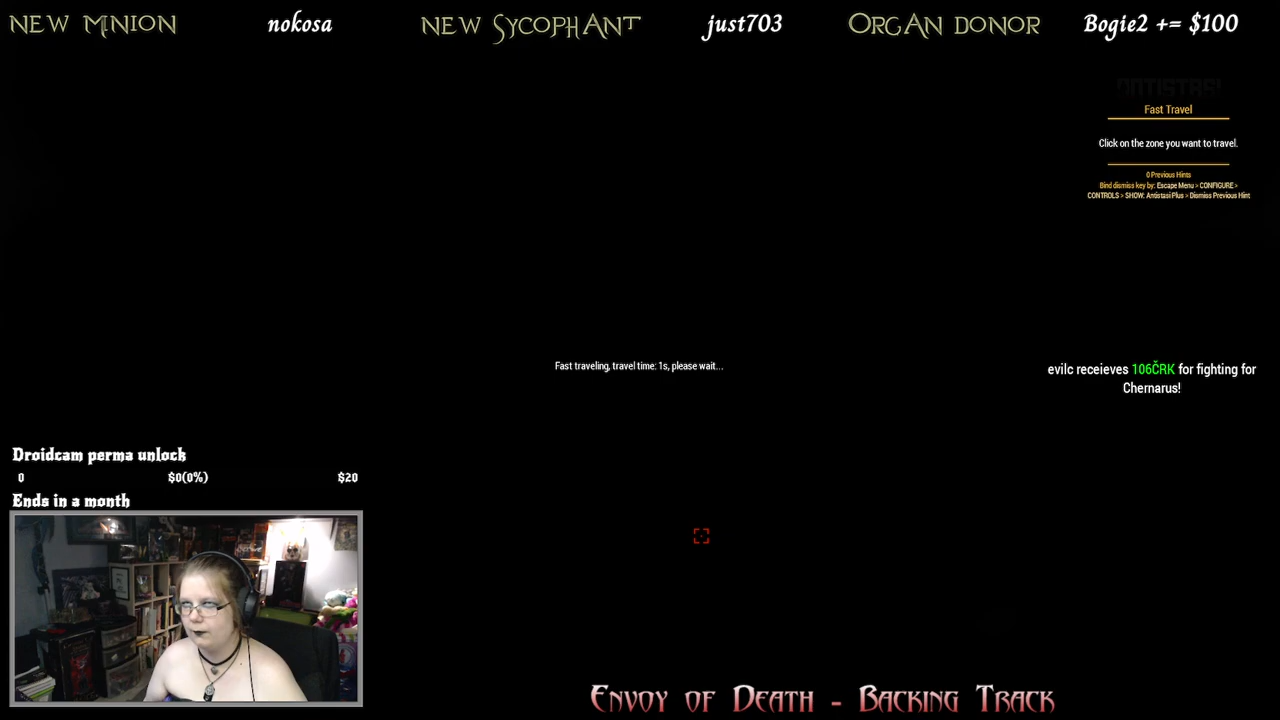 NEW MINION nokosa NEW SYCOPHANT just703 ORGAN DONOR Bogie2 += $100
ANTISTASI
Fast Travel
Click on the zone you want to travel.
0 Previous Hints
Bind dismiss key by: Escape Menu > CONFIGURE >
CONTROLS > SHOW: Antistasi Plus > Dismiss Previous Hint
Fast traveling, travel time: 1s, please wait...
evilc receieves 106ČRK for fighting for
Chernarus!
Droidcam perma unlock
0 $0(0%) $20
Ends in a month
Envoy of Death - Backing Track